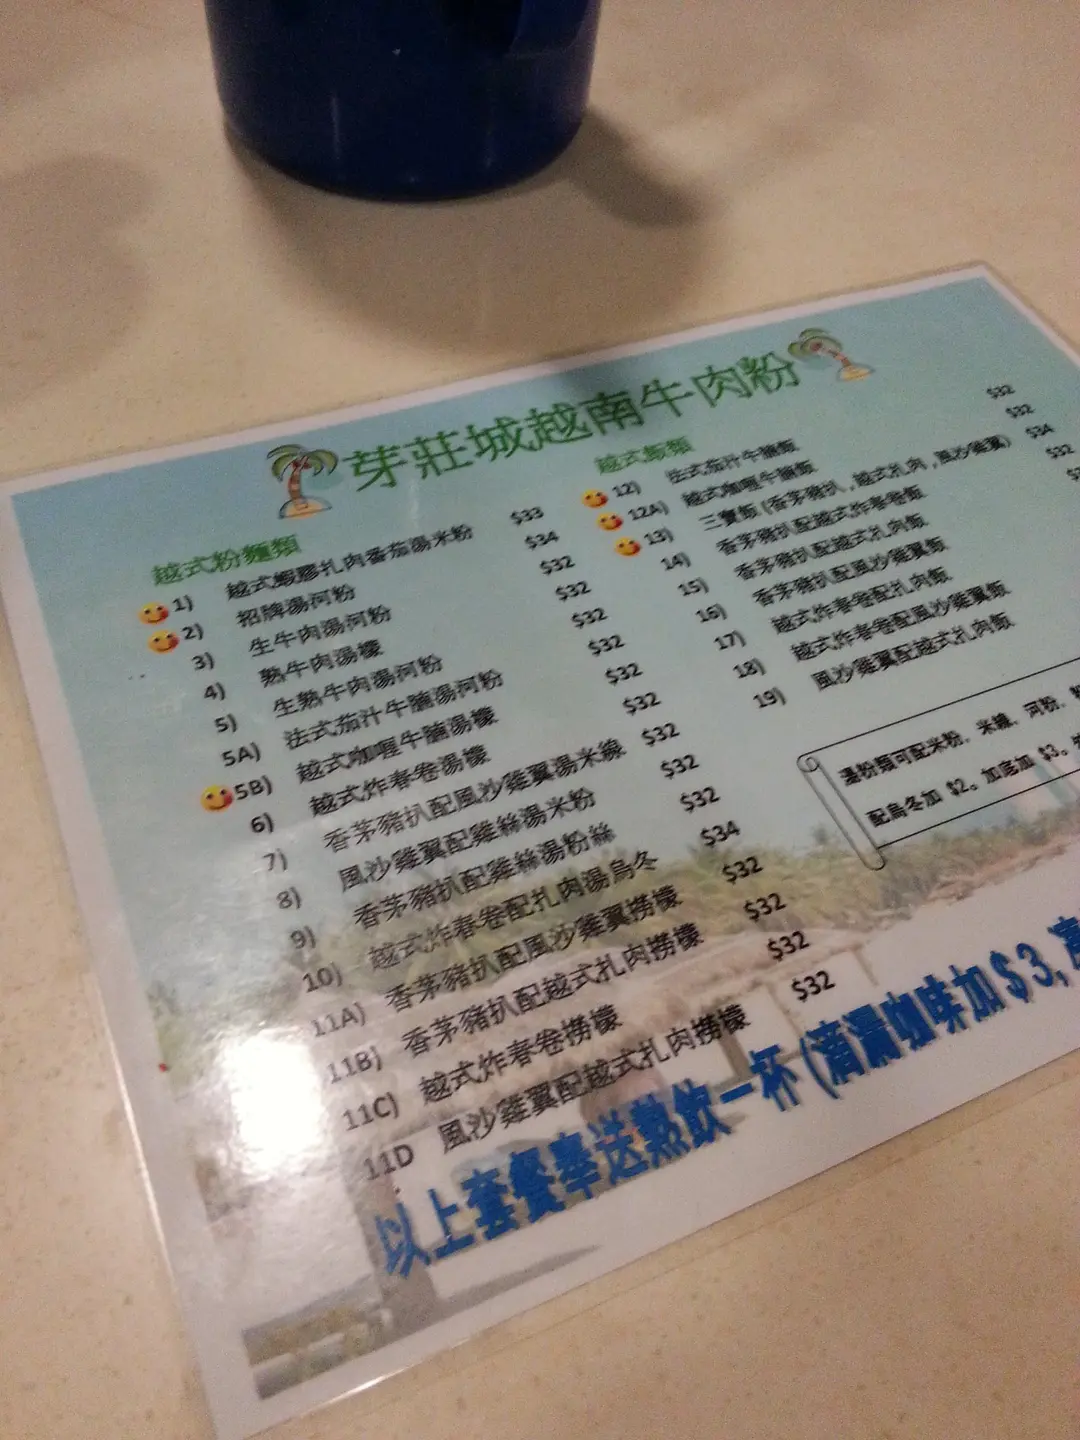 芽莊城越南牛肉粉
越式粉麵類
1) 越式蝦膠扎肉番茄湯米粉 $33
2) 招牌湯河粉 $34
3) 生牛肉湯河粉 $32
4) 熟牛肉湯檬 $32
5) 生熟牛肉湯河粉 $32
5A) 法式茄汁牛腩湯河粉 $32
5B) 越式咖喱牛腩湯檬 $32
6) 越式炸春卷湯檬 $32
7) 香茅豬扒配風沙雞翼湯米線 $32
8) 風沙雞翼配雞絲湯米粉 $32
9) 香茅豬扒配雞絲湯粉絲 $32
10) 越式炸春卷配扎肉湯烏冬 $34
11A) 香茅豬扒配風沙雞翼撈檬 $32
11B) 香茅豬扒配越式扎肉撈檬 $32
11C) 越式炸春卷撈檬 $32
11D 風沙雞翼配越式扎肉撈檬 $32
越式飯類
12) 法式茄汁牛腩飯 $32
12A) 越式咖喱牛腩飯 $32
13) 三寶飯 (香茅豬扒 , 越式扎肉 , 風沙雞翼) $34
14) 香茅豬扒配越式炸春卷飯 $32
15) 香茅豬扒配越式扎肉飯
16) 香茅豬扒配風沙雞翼飯
17) 越式炸春卷配扎肉飯
18) 越式炸春卷配風沙雞翼飯
19) 風沙雞翼配越式扎肉飯
湯粉類可配米粉、米線、河粉、
配烏冬加 $2。加底加 $3。
以上套餐奉送熱飲一杯 (滴漏咖啡加 $ 3, 凍